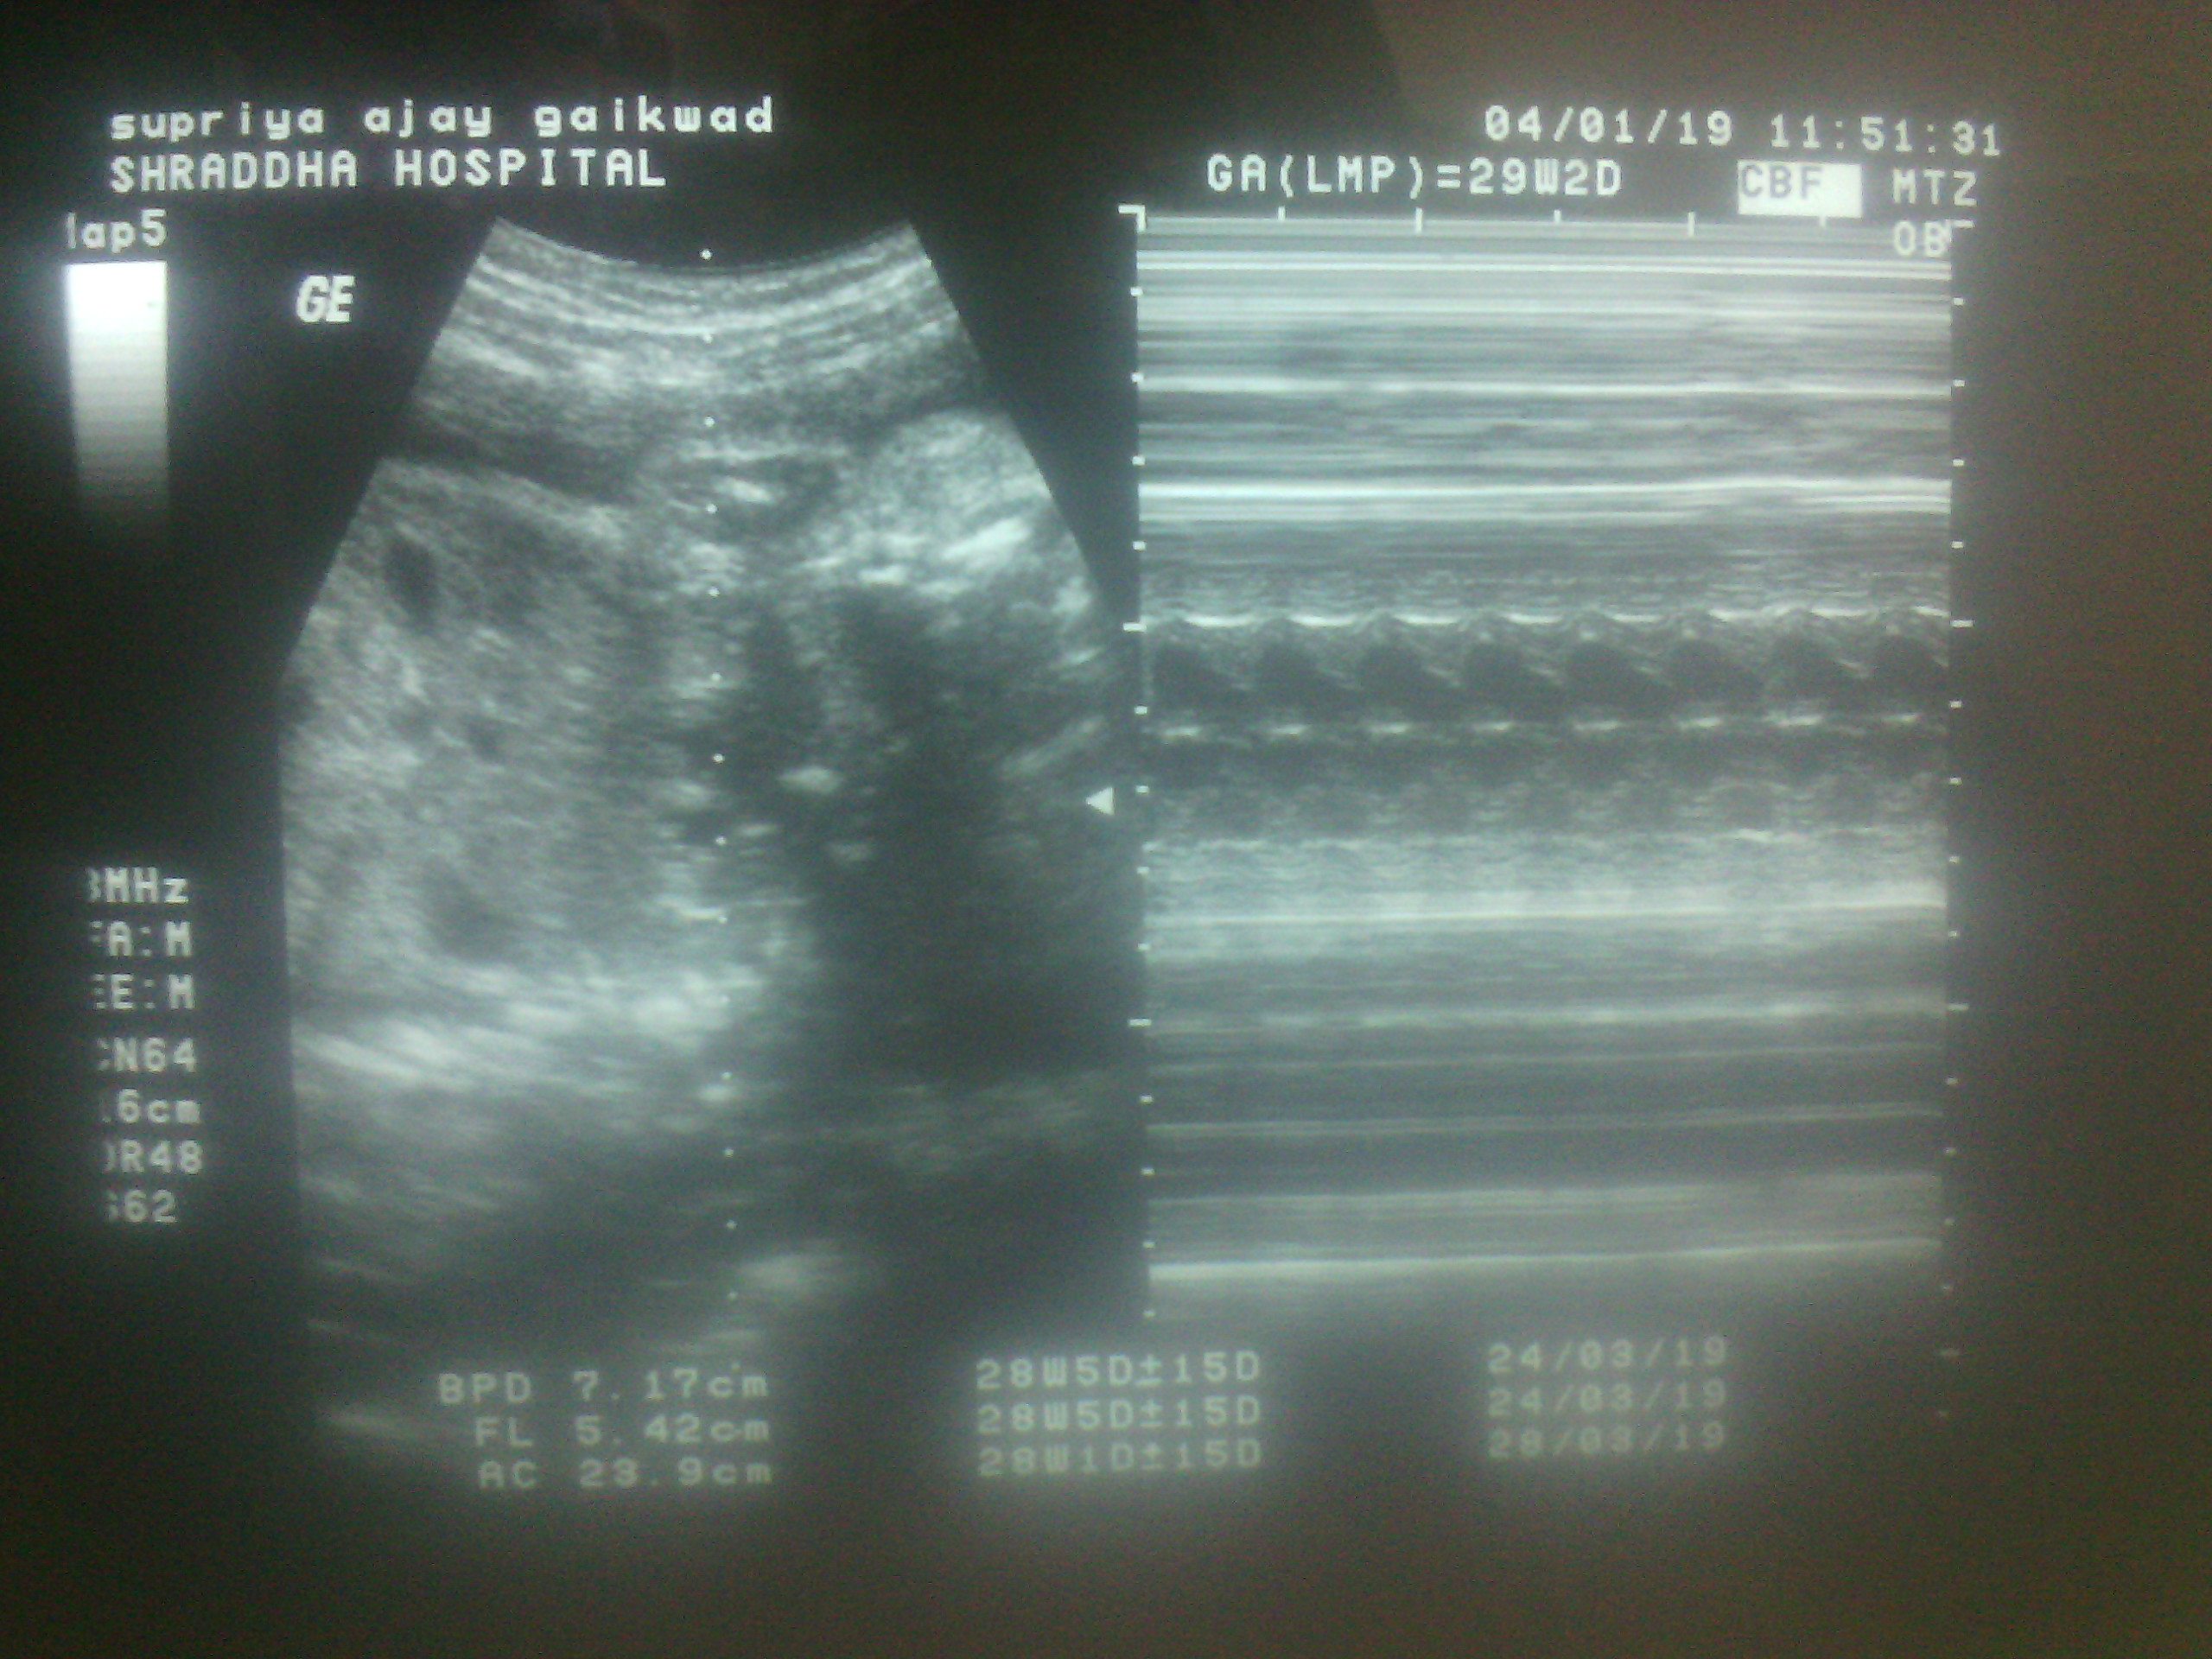 supriya ajay gaikwad
SHRADDHA HOSPITAL
04/01/19 11:51:31
GA(LMP)=29W2D CBF MTZ
OB
GE
MHz
A:M
E:M
N64
6cm
R48
62
BPD 7.17cm 28W5D±15D 24/03/19
FL 5.42cm 28W5D±15D 24/03/19
AC 23.9cm 28W1D±15D 28/03/19